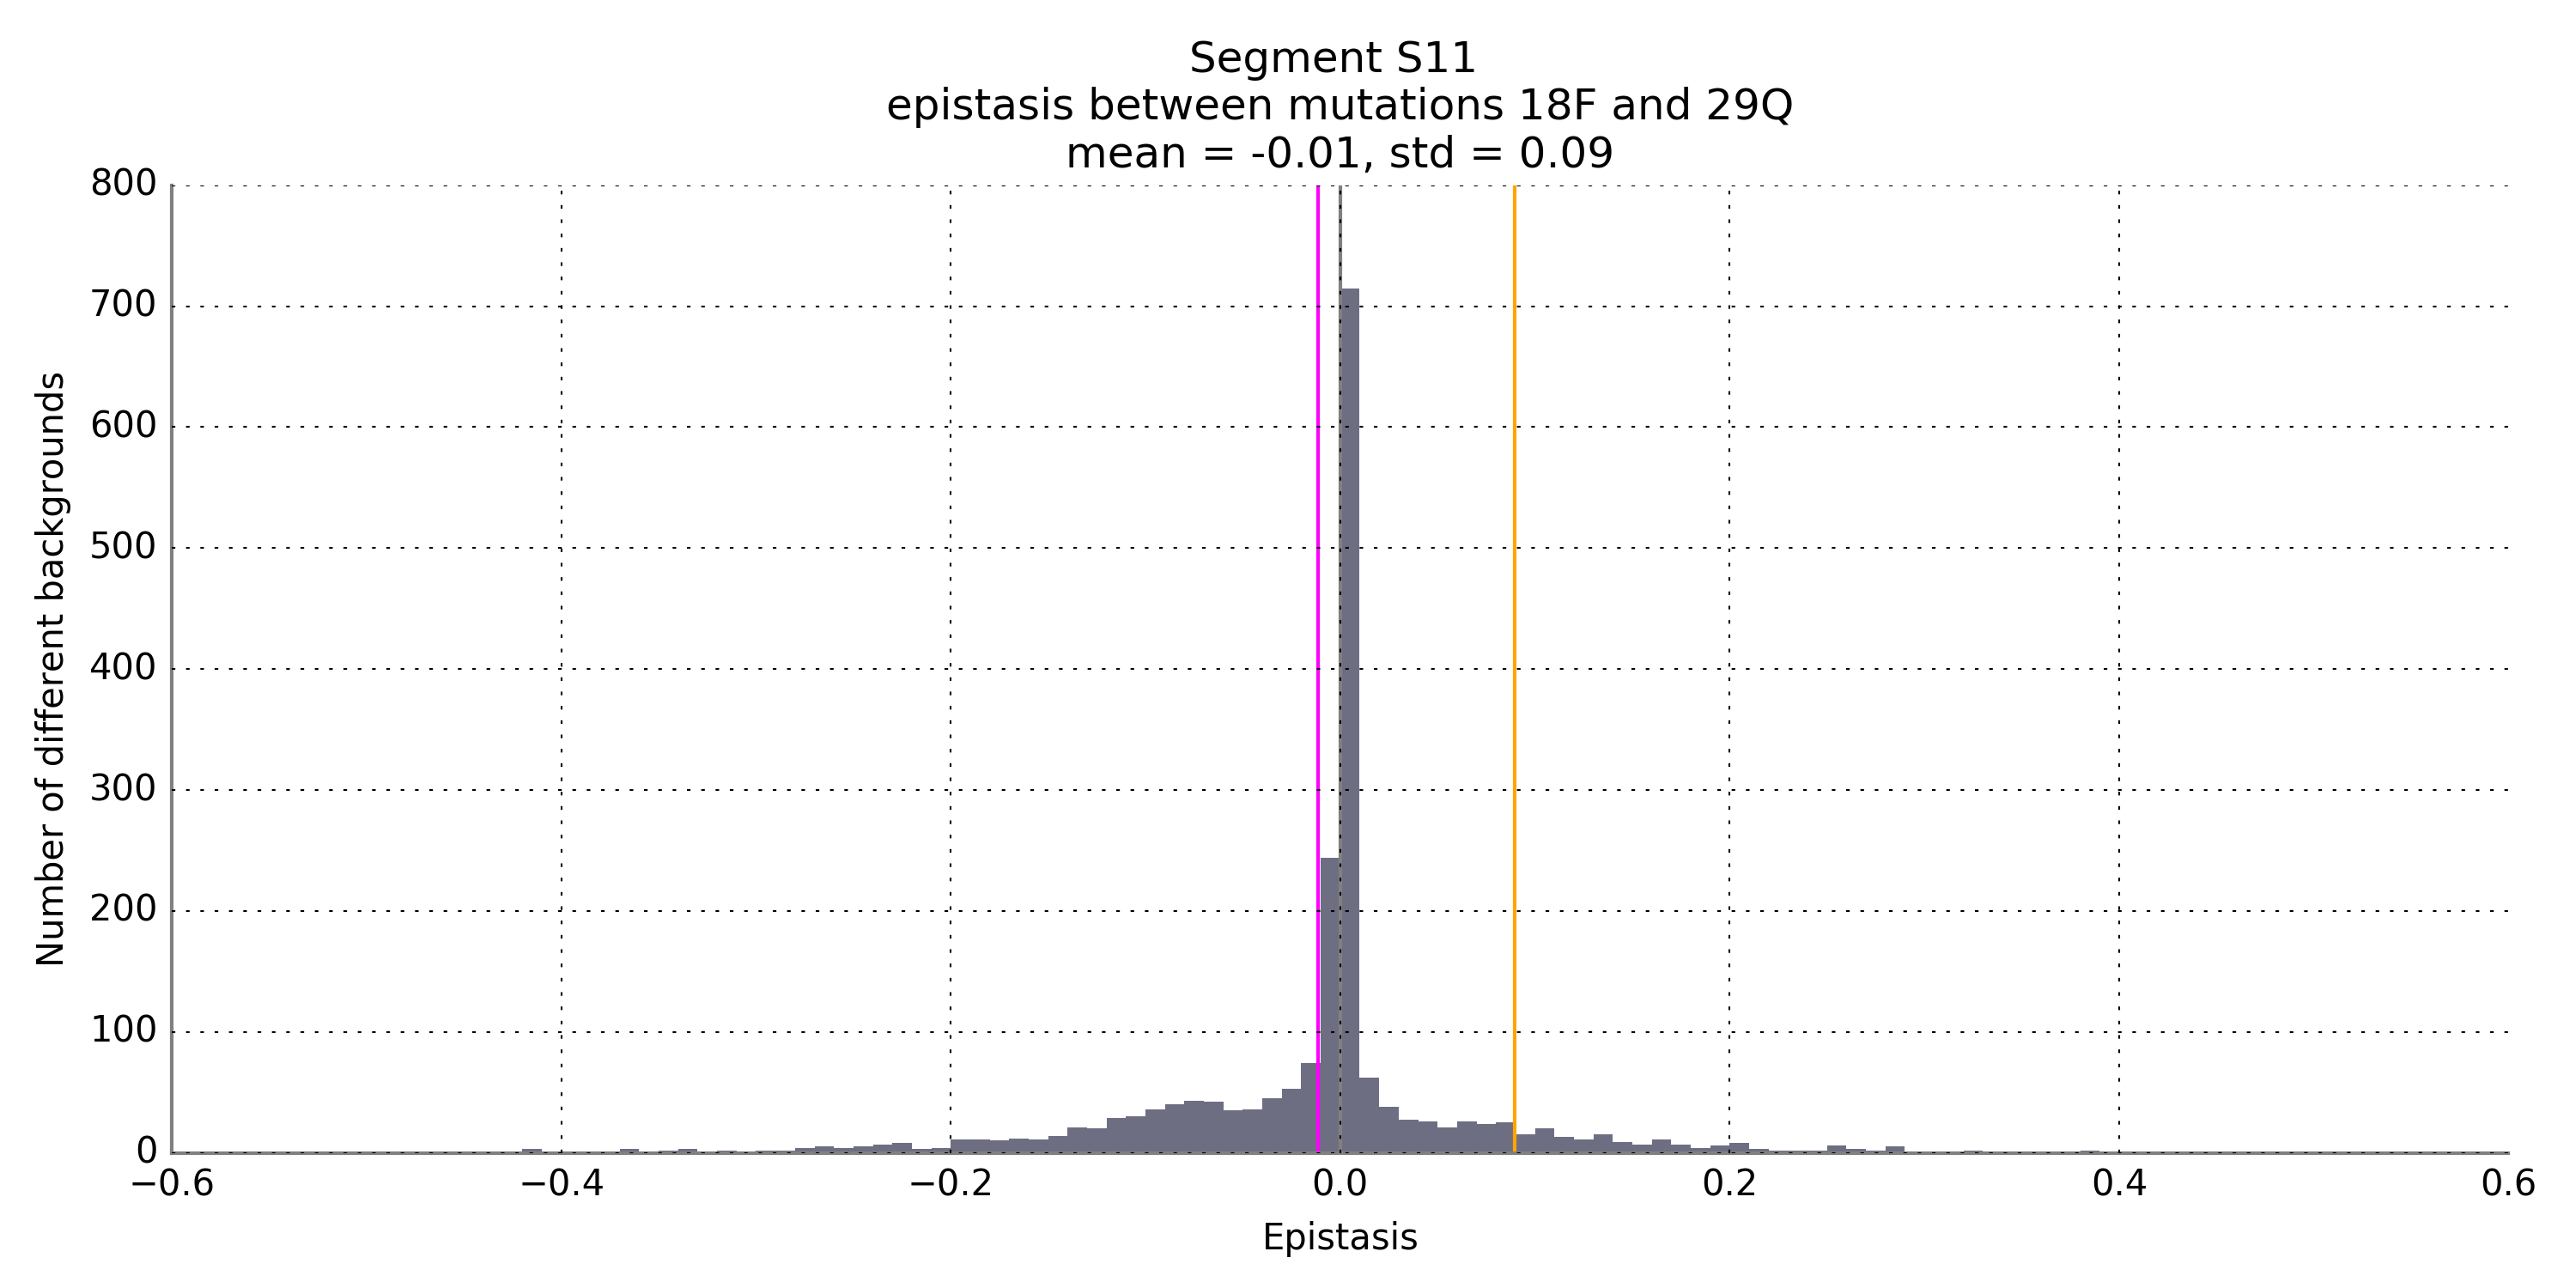 Segment S11
epistasis between mutations 18F and 29Q
mean = -0.01, std = 0.09
800
700
600
500
400
300
200
100
0
Number of different backgrounds
−0.6 −0.4 −0.2 0.0 0.2 0.4 0.6
Epistasis